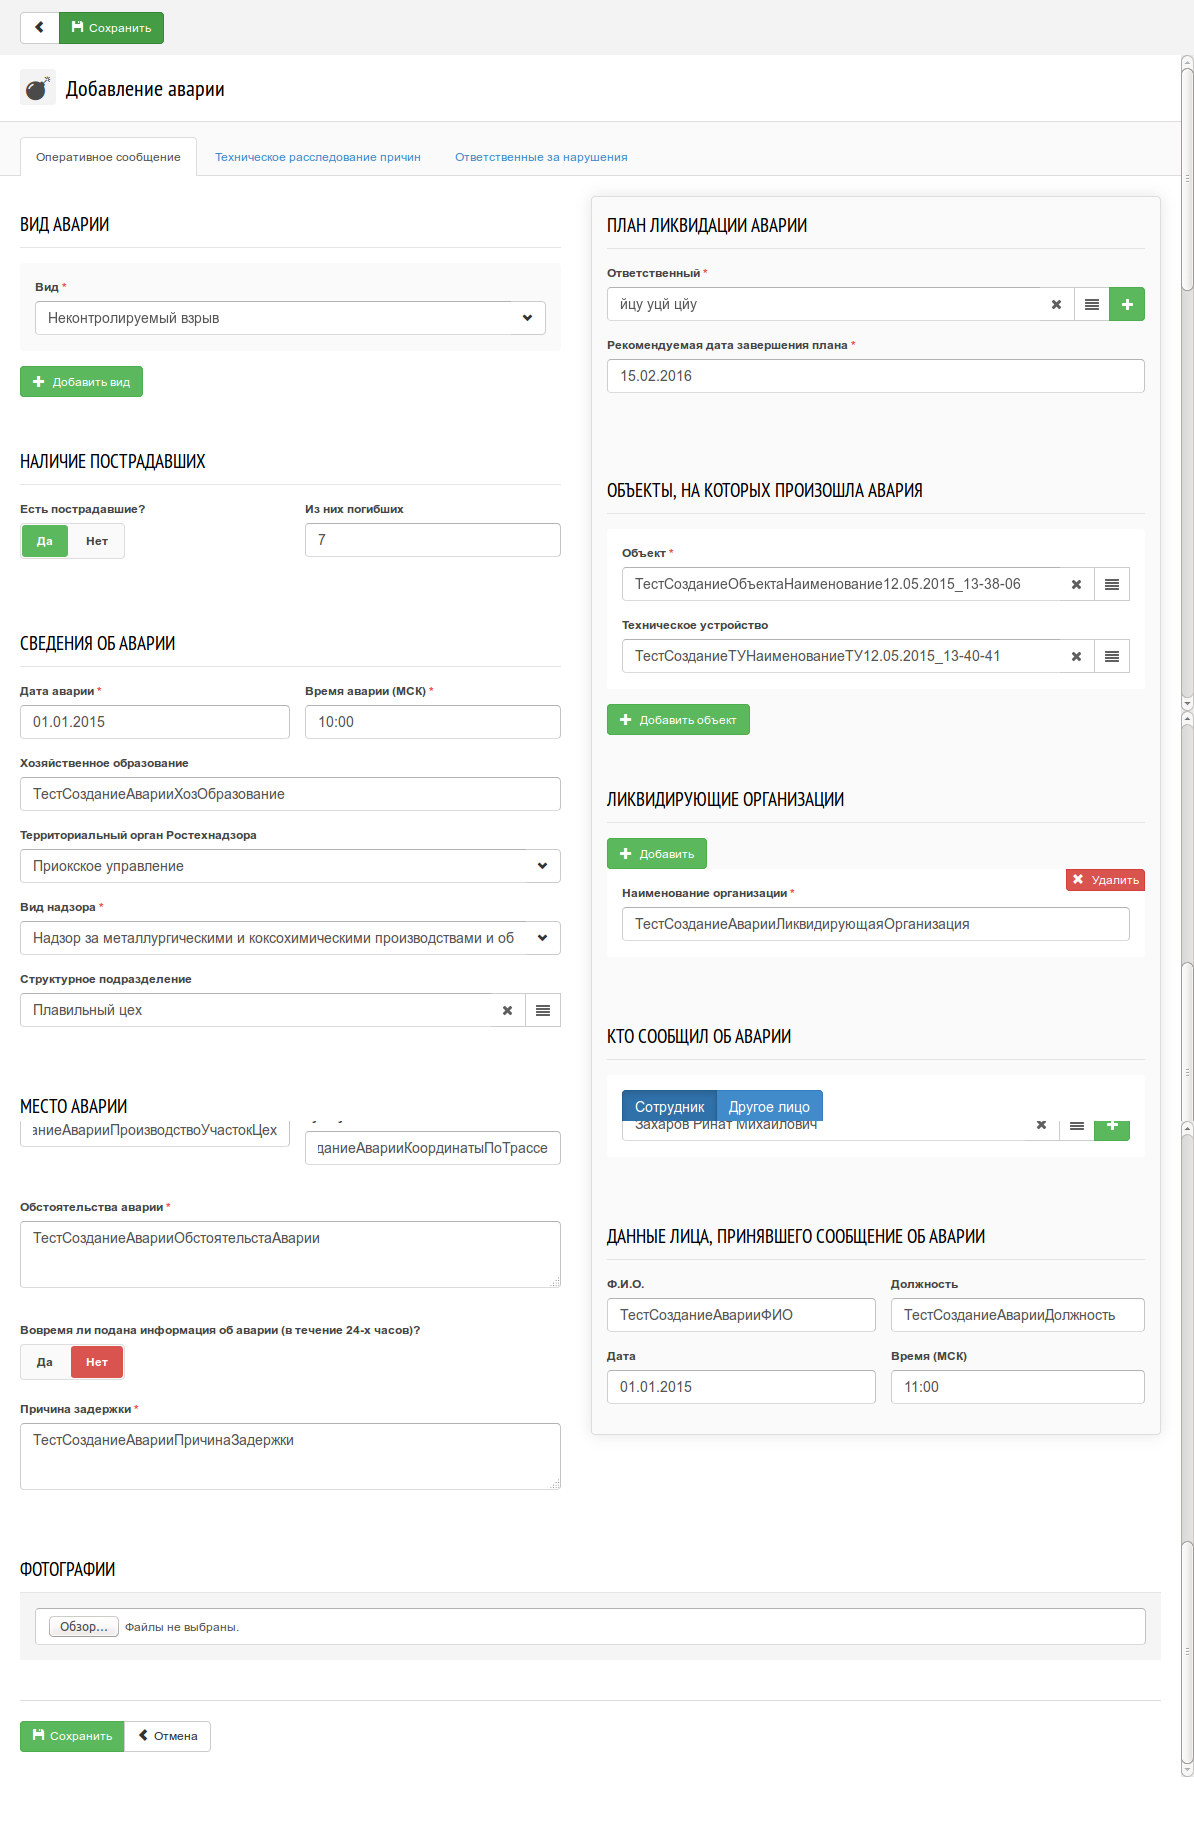 Сохранить
Добавление аварии
Оперативное сообщение
Техническое расследование причин
Ответственные за нарушения
ВИД АВАРИИ
Вид *
Неконтролируемый взрыв
Добавить вид
НАЛИЧИЕ ПОСТРАДАВШИХ
Есть пострадавшие?
Из них погибших
Да Нет
7
СВЕДЕНИЯ ОБ АВАРИИ
Дата аварии *
Время аварии (МСК) *
01.01.2015
10:00
Хозяйственное образование
ТестСозданиеАварииХозОбразование
Территориальный орган Ростехнадзора
Приокское управление
Вид надзора *
Надзор за металлургическими и коксохимическими производствами и об
Структурное подразделение
Плавильный цех
МЕСТО АВАРИИ
аниеАварииПроизводствоУчастокЦех
даниеАварииКоординатыПоТрассе
Обстоятельства аварии *
ТестСозданиеАварииОбстоятельстаАварии
Вовремя ли подана информация об аварии (в течение 24-х часов)?
Да Нет
Причина задержки *
ТестСозданиеАварииПричинаЗадержки
ПЛАН ЛИКВИДАЦИИ АВАРИИ
Ответственный *
йцу уцй цйу
Рекомендуемая дата завершения плана *
15.02.2016
ОБЪЕКТЫ, НА КОТОРЫХ ПРОИЗОШЛА АВАРИЯ
Объект *
ТестСозданиеОбъектаНаименование12.05.2015_13-38-06
Техническое устройство
ТестСозданиеТУНаименованиеТУ12.05.2015_13-40-41
Добавить объект
ЛИКВИДИРУЮЩИЕ ОРГАНИЗАЦИИ
Добавить
Удалить
Наименование организации *
ТестСозданиеАварииЛиквидирующаяОрганизация
КТО СООБЩИЛ ОБ АВАРИИ
Сотрудник Другое лицо
Захаров Ринат Михайлович
ДАННЫЕ ЛИЦА, ПРИНЯВШЕГО СООБЩЕНИЕ ОБ АВАРИИ
Ф.И.О.
Должность
ТестСозданиеАварииФИО
ТестСозданиеАварииДолжность
Дата
Время (МСК)
01.01.2015
11:00
ФОТОГРАФИИ
Обзор... Файлы не выбраны.
Сохранить
Отмена